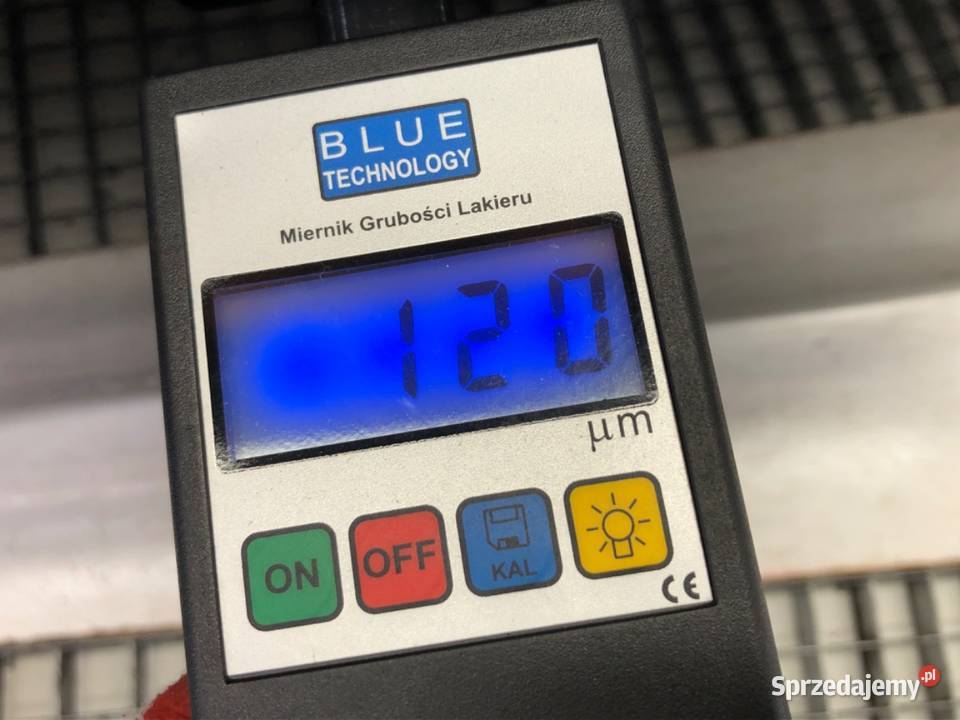 BLUE
TECHNOLOGY
Miernik Grubości Lakieru
120
µm
ON
OFF
KAL
CE
Sprzedajemy.pl